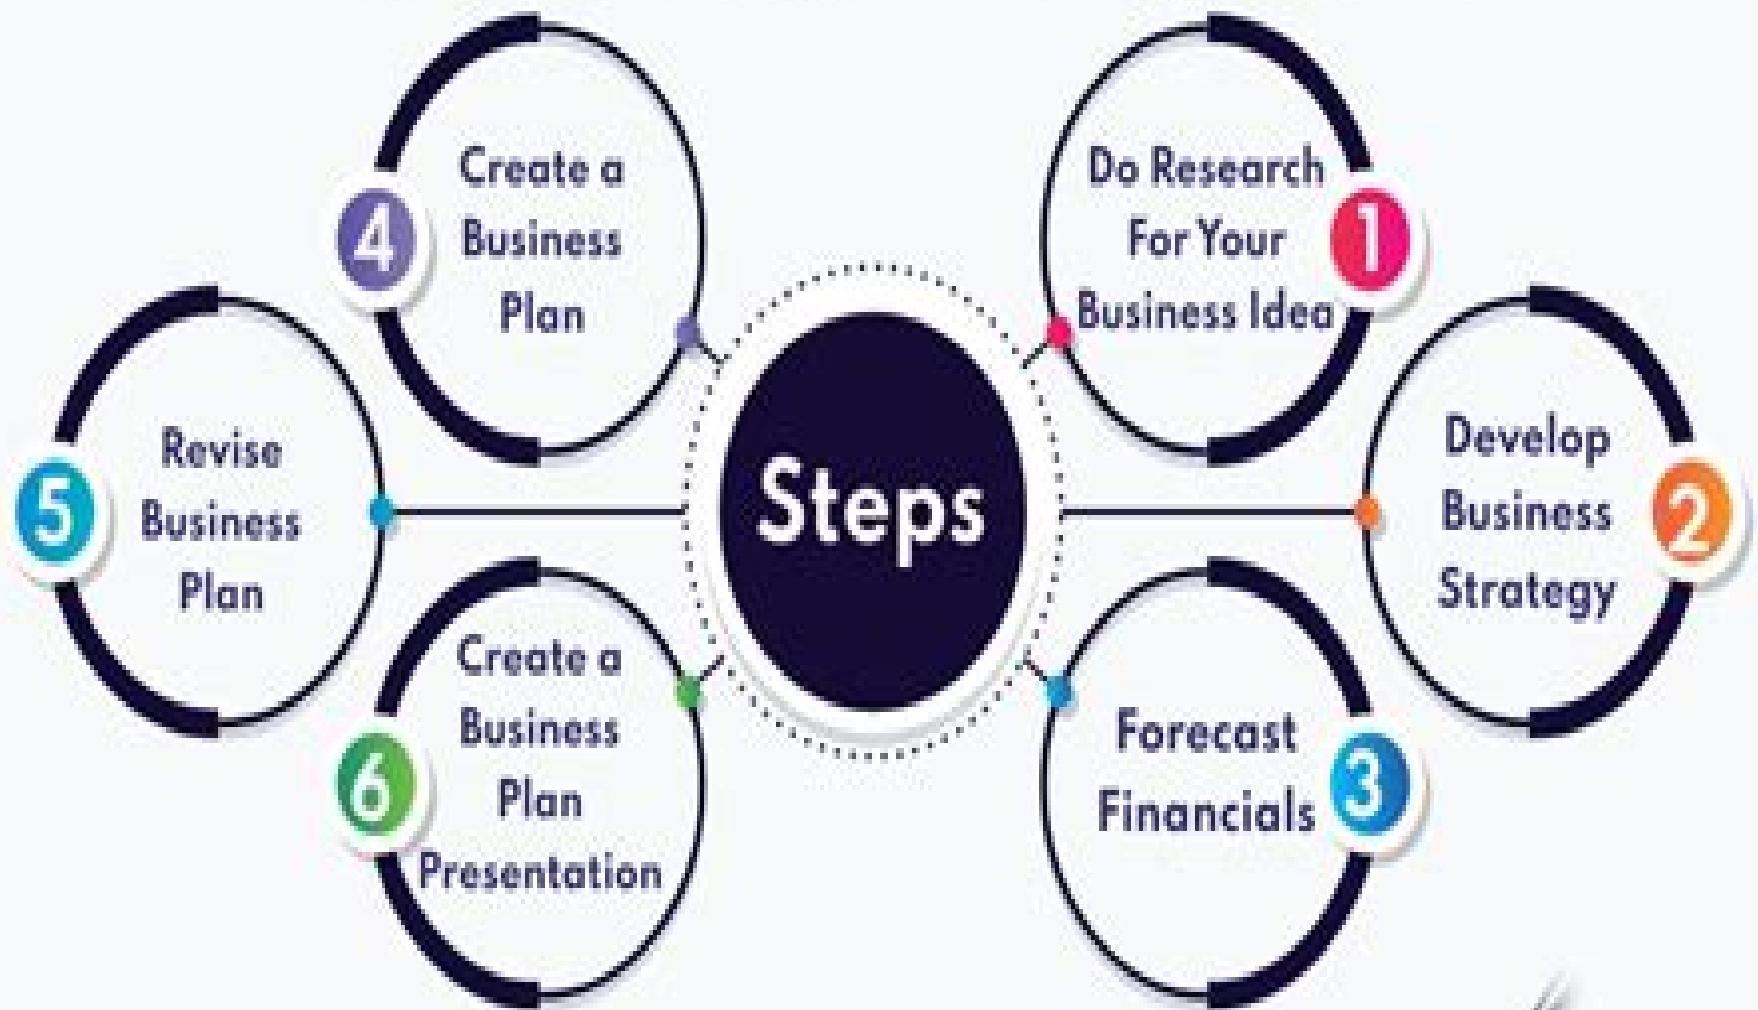 Steps
1
Do Research
For Your
Business Idea
2
Develop
Business
Strategy
3
Forecast
Financials
4
Create a
Business
Plan
5
Revise
Business
Plan
6
Create a
Business
Plan
Presentation